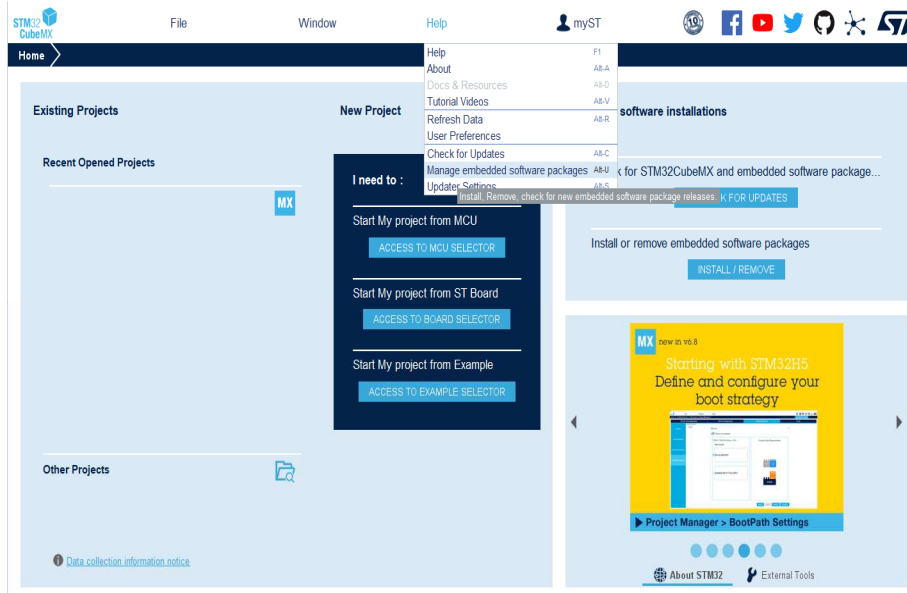 STM32
CubeMX
File
Window
Help
myST
Home
Help F1
About Alt-A
Docs & Resources Alt-D
Tutorial Videos Alt-V
Refresh Data Alt-R
User Preferences
Check for Updates Alt-C
Manage embedded software packages Alt-U
Updater Settings Alt-S
Install, Remove, check for new embedded software package releases.
Existing Projects
Recent Opened Projects
MX
Other Projects
Data collection information notice
New Project
I need to :
Start My project from MCU
ACCESS TO MCU SELECTOR
Start My project from ST Board
ACCESS TO BOARD SELECTOR
Start My project from Example
ACCESS TO EXAMPLE SELECTOR
software installations
k for STM32CubeMX and embedded software package...
K FOR UPDATES
Install or remove embedded software packages
INSTALL / REMOVE
MX new in v6.8
Starting with STM32H5
Define and configure your
boot strategy
Project Manager > BootPath Settings
About STM32
External Tools